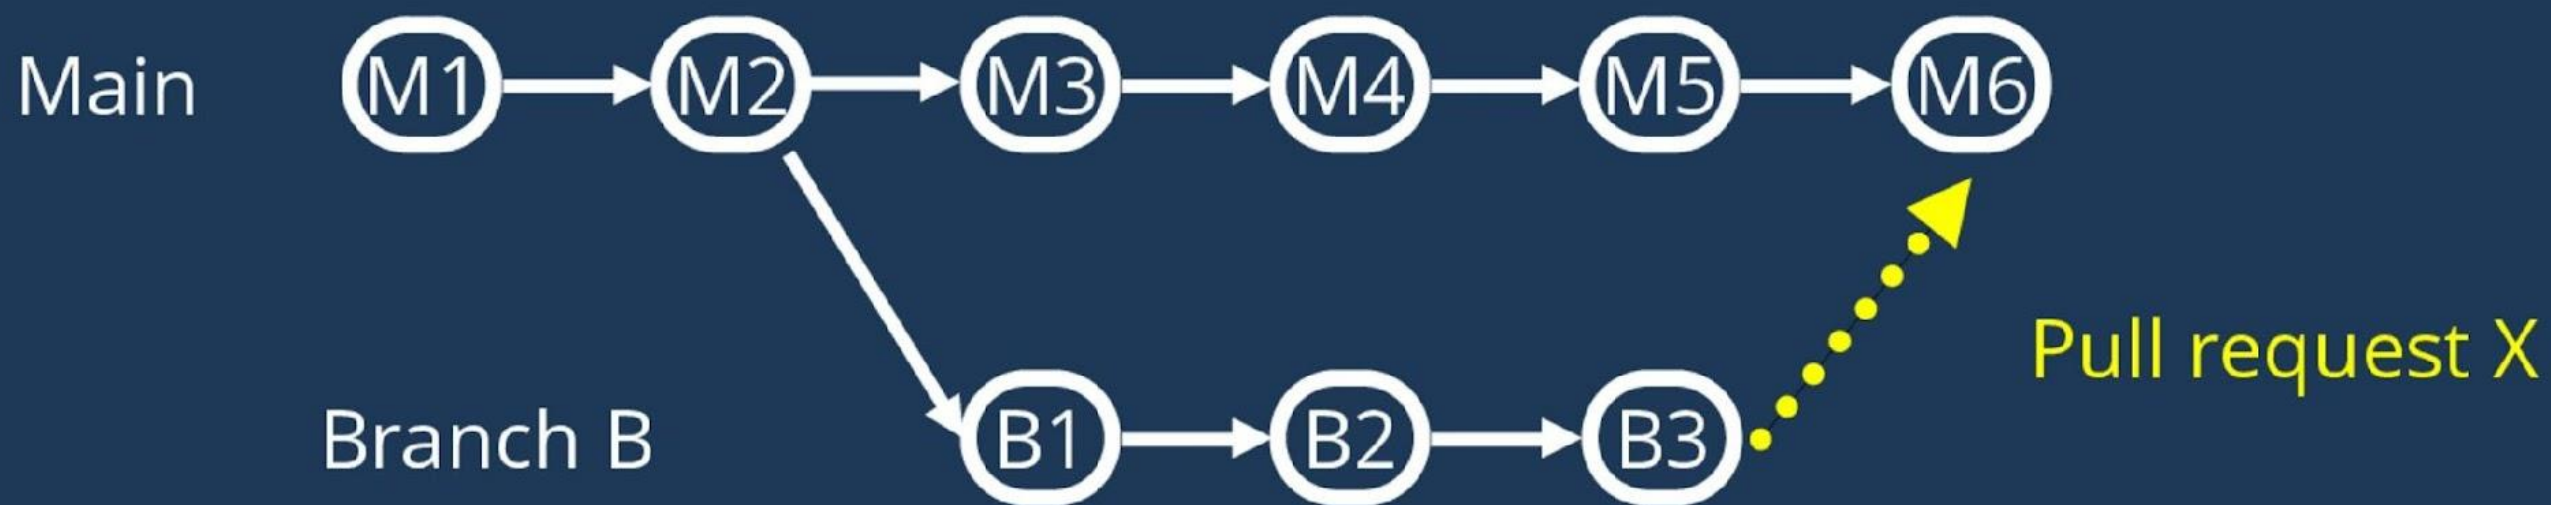 Main M1 M2 M3 M4 M5 M6
Pull request X
Branch B B1 B2 B3